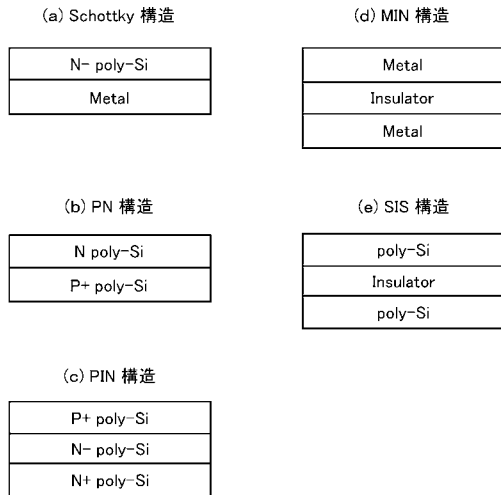 (a) Schottky 構造
N- poly-Si
Metal
(b) PN 構造
N poly-Si
P+ poly-Si
(c) PIN 構造
P+ poly-Si
N- poly-Si
N+ poly-Si
(d) MIN 構造
Metal
Insulator
Metal
(e) SIS 構造
poly-Si
Insulator
poly-Si